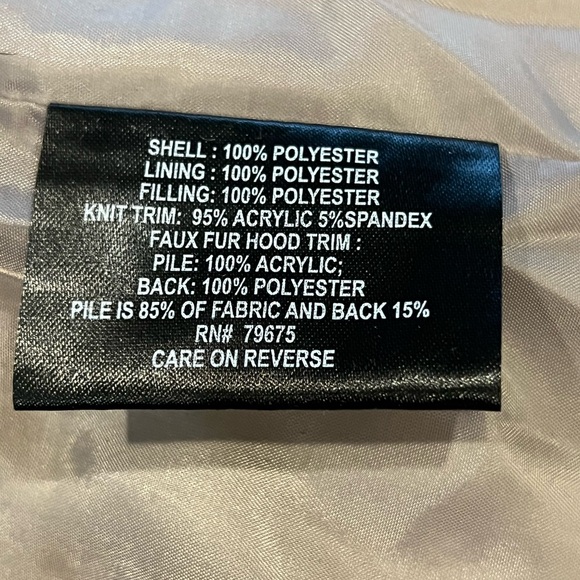 SHELL : 100% POLYESTER
LINING : 100% POLYESTER
FILLING: 100% POLYESTER
KNIT TRIM: 95% ACRYLIC 5%SPANDEX
FAUX FUR HOOD TRIM :
PILE: 100% ACRYLIC;
BACK: 100% POLYESTER
PILE IS 85% OF FABRIC AND BACK 15%
RN# 79675
CARE ON REVERSE